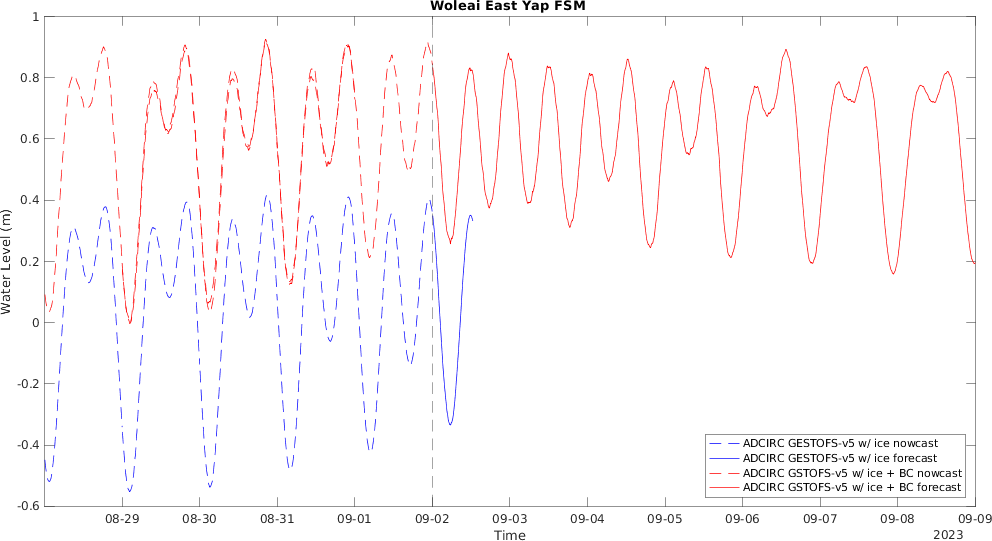 Woleai East Yap FSM
Water Level (m)
1
0.8
0.6
0.4
0.2
0
-0.2
-0.4
-0.6
ADCIRC GESTOFS-v5 w/ ice nowcast
ADCIRC GESTOFS-v5 w/ ice forecast
ADCIRC GSTOFS-v5 w/ ice + BC nowcast
ADCIRC GSTOFS-v5 w/ ice + BC forecast
08-29 08-30 08-31 09-01 09-02 09-03 09-04 09-05 09-06 09-07 09-08 09-09
Time
2023